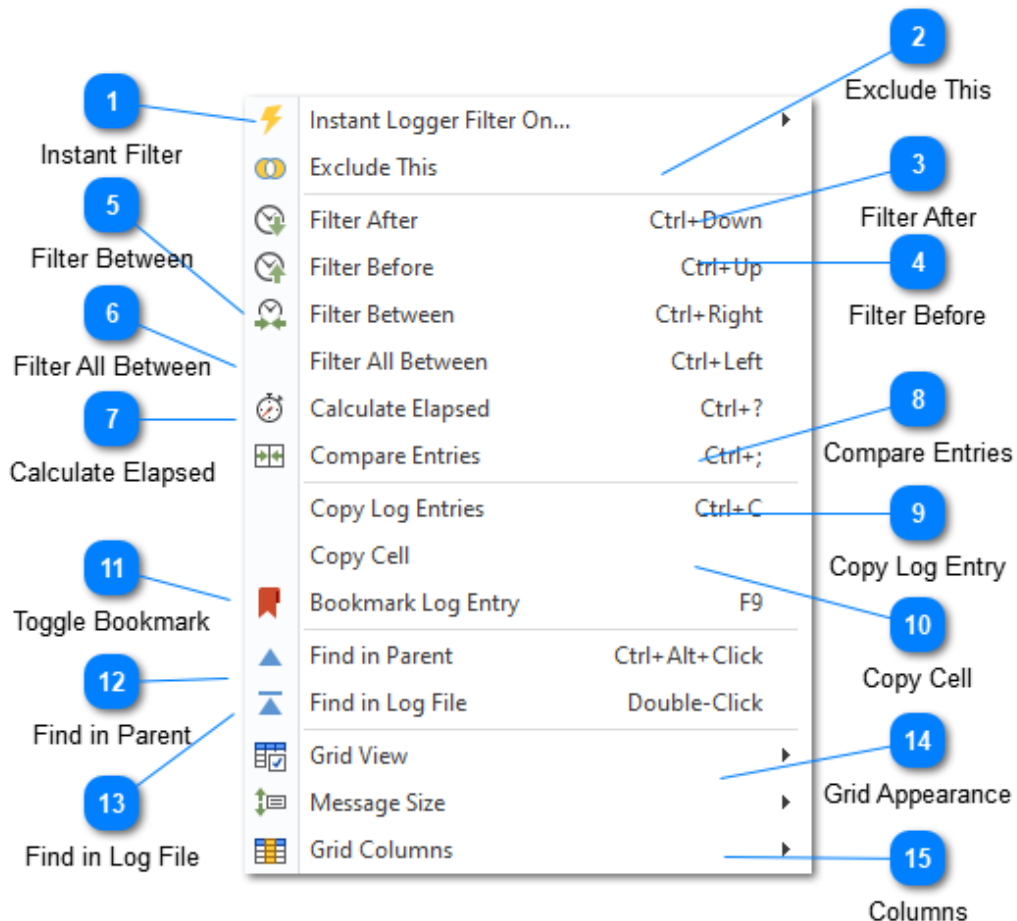 1
Instant Filter
5
Filter Between
6
Filter All Between
7
Calculate Elapsed
11
Toggle Bookmark
12
Find in Parent
13
Find in Log File
Instant Logger Filter On...
Exclude This
Filter After Ctrl+Down
Filter Before Ctrl+Up
Filter Between Ctrl+Right
Filter All Between Ctrl+Left
Calculate Elapsed Ctrl+?
Compare Entries Ctrl+;
Copy Log Entries Ctrl+C
Copy Cell
Bookmark Log Entry F9
Find in Parent Ctrl+Alt+Click
Find in Log File Double-Click
Grid View
Message Size
Grid Columns
2
Exclude This
3
Filter After
4
Filter Before
8
Compare Entries
9
Copy Log Entry
10
Copy Cell
14
Grid Appearance
15
Columns